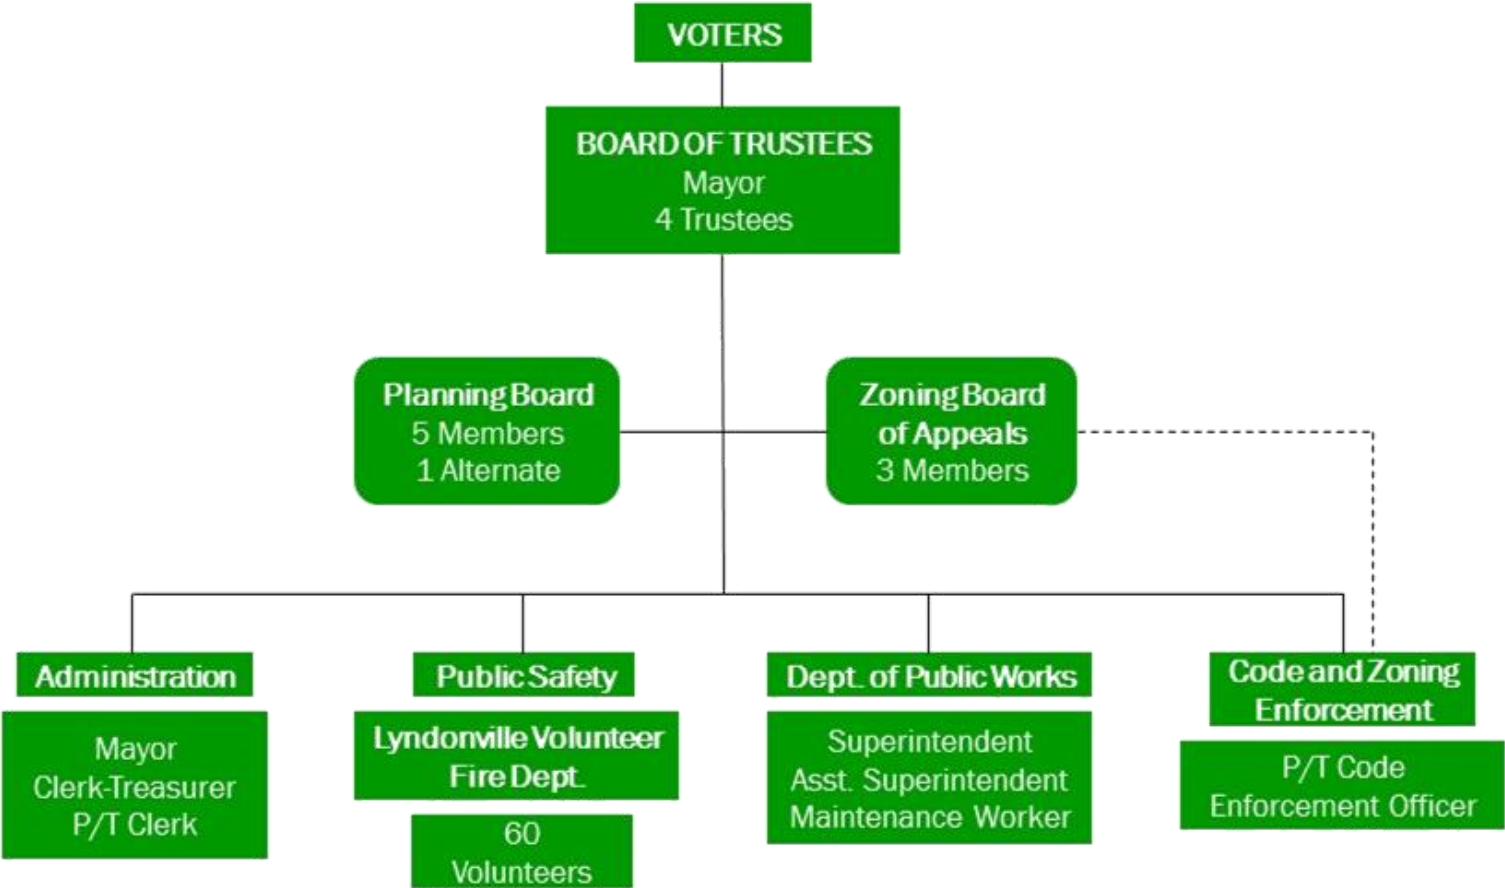 VOTERS
BOARD OF TRUSTEES
Mayor
4 Trustees
Planning Board
5 Members
1 Alternate
Zoning Board
of Appeals
3 Members
Administration
Mayor
Clerk-Treasurer
P/T Clerk
Public Safety
Lyndonville Volunteer
Fire Dept.
60
Volunteers
Dept. of Public Works
Superintendent
Asst. Superintendent
Maintenance Worker
Code and Zoning
Enforcement
P/T Code
Enforcement Officer